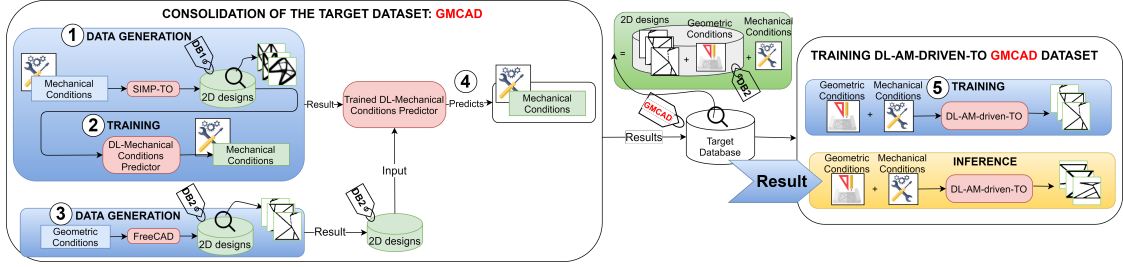 CONSOLIDATION OF THE TARGET DATASET: GMCAD
1 DATA GENERATION
DB1
Mechanical
Conditions
SIMP-TO
2D designs
2 TRAINING
DL-Mechanical
Conditions
Predictor
Mechanical
Conditions
3 DATA GENERATION
DB2
Geometric
Conditions
FreeCAD
2D designs
Result
Result
DB2
2D designs
Input
Trained DL-Mechanical
Conditions Predictor
4
Predicts
Mechanical
Conditions
Results
2D designs
Geometric
Conditions
Mechanical
Conditions
=
+
+
DB2
GMCAD
Target
Database
Result
TRAINING DL-AM-DRIVEN-TO GMCAD DATASET
5 TRAINING
Geometric
Conditions
Mechanical
Conditions
+
DL-AM-driven-TO
INFERENCE
Geometric
Conditions
Mechanical
Conditions
+
DL-AM-driven-TO